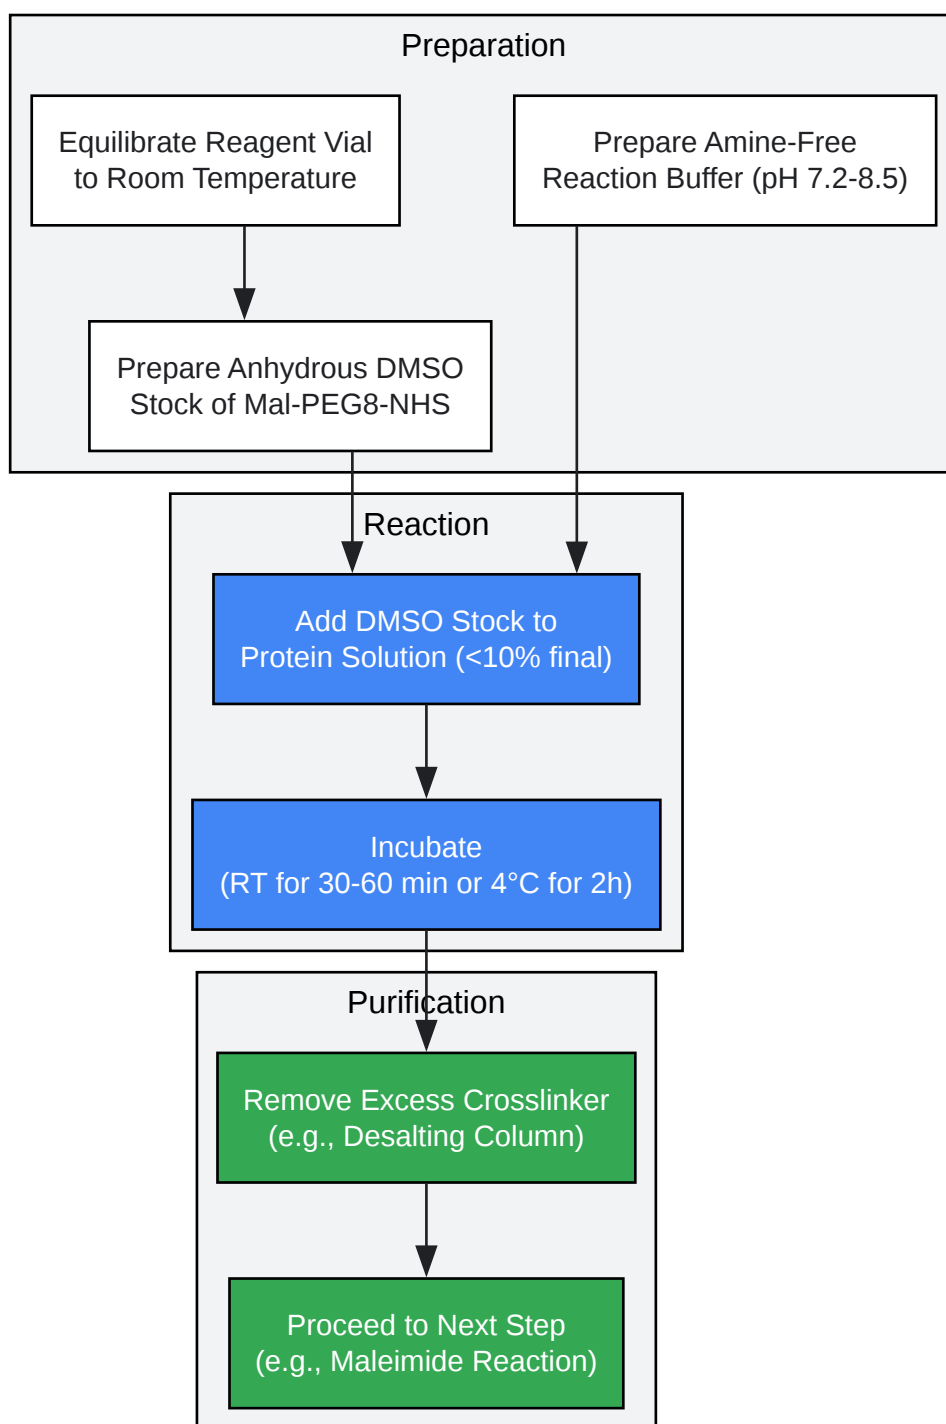 Preparation
Equilibrate Reagent Vial
to Room Temperature
Prepare Amine-Free
Reaction Buffer (pH 7.2-8.5)
Prepare Anhydrous DMSO
Stock of Mal-PEG8-NHS
Reaction
Add DMSO Stock to
Protein Solution (<10% final)
Incubate
(RT for 30-60 min or 4°C for 2h)
Purification
Remove Excess Crosslinker
(e.g., Desalting Column)
Proceed to Next Step
(e.g., Maleimide Reaction)